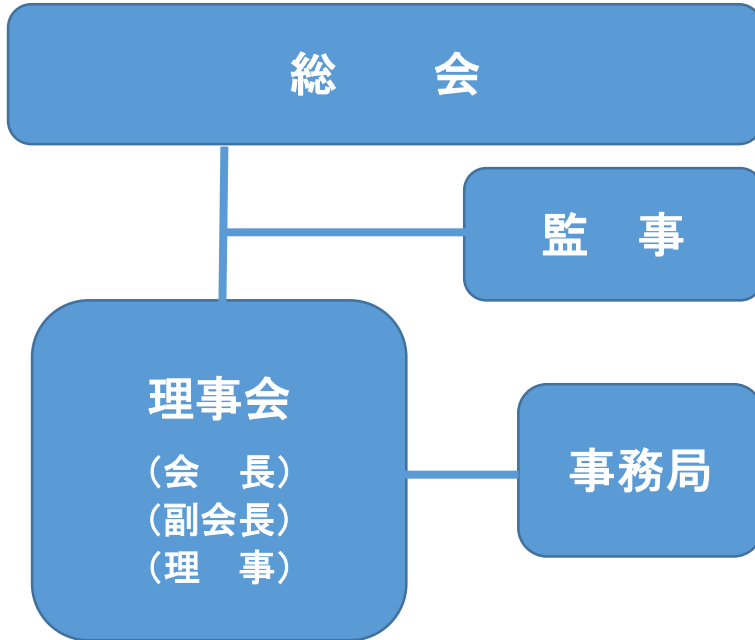 総　　会
監　事
理事会
（会　長）
（副会長）
（理　事）
事務局